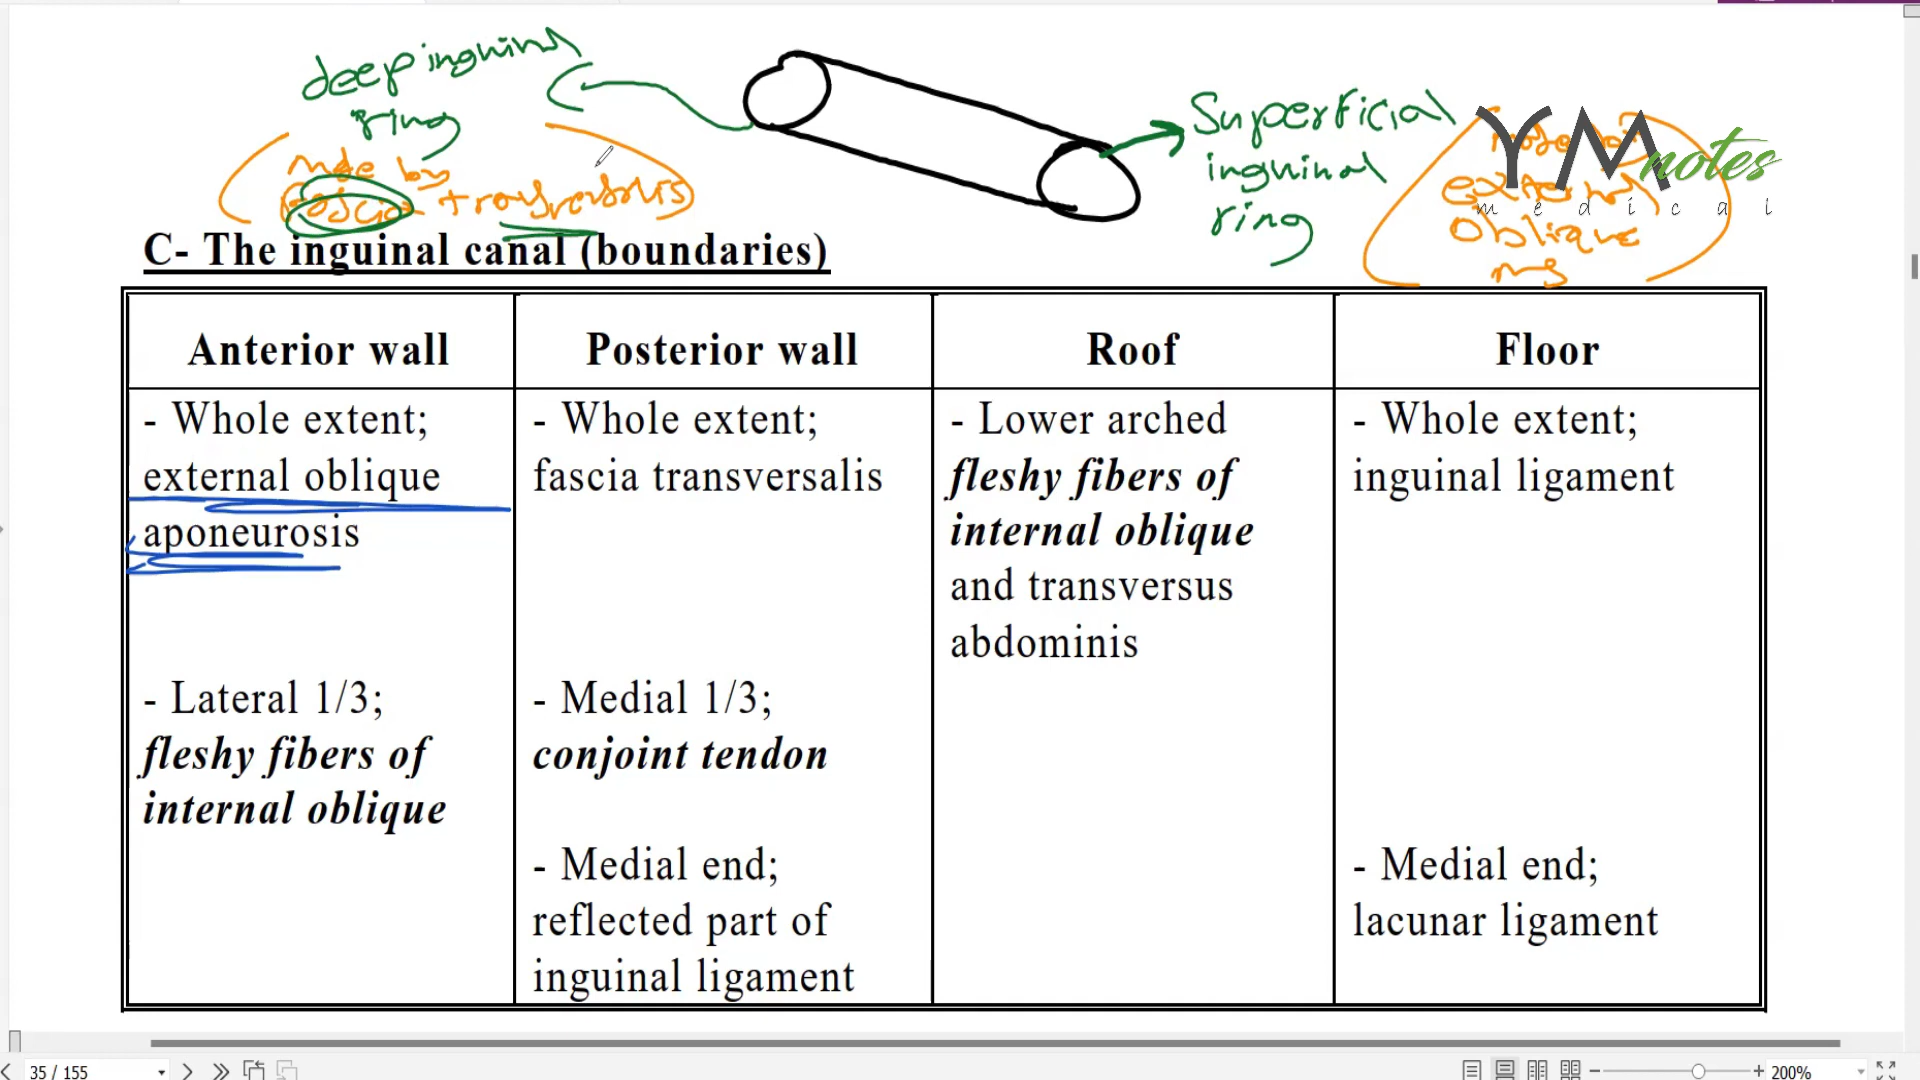 deep inguinal
ring
made by
fascia transversalis
Superficial
inguinal
ring
YM notes
medical
external
oblique
ms
C- The inguinal canal (boundaries)
Anterior wall
- Whole extent;
external oblique
aponeurosis
- Lateral 1/3;
fleshy fibers of
internal oblique
Posterior wall
- Whole extent;
fascia transversalis
- Medial 1/3;
conjoint tendon
- Medial end;
reflected part of
inguinal ligament
Roof
- Lower arched
fleshy fibers of
internal oblique
and transversus
abdominis
Floor
- Whole extent;
inguinal ligament
- Medial end;
lacunar ligament
35 / 155
200%